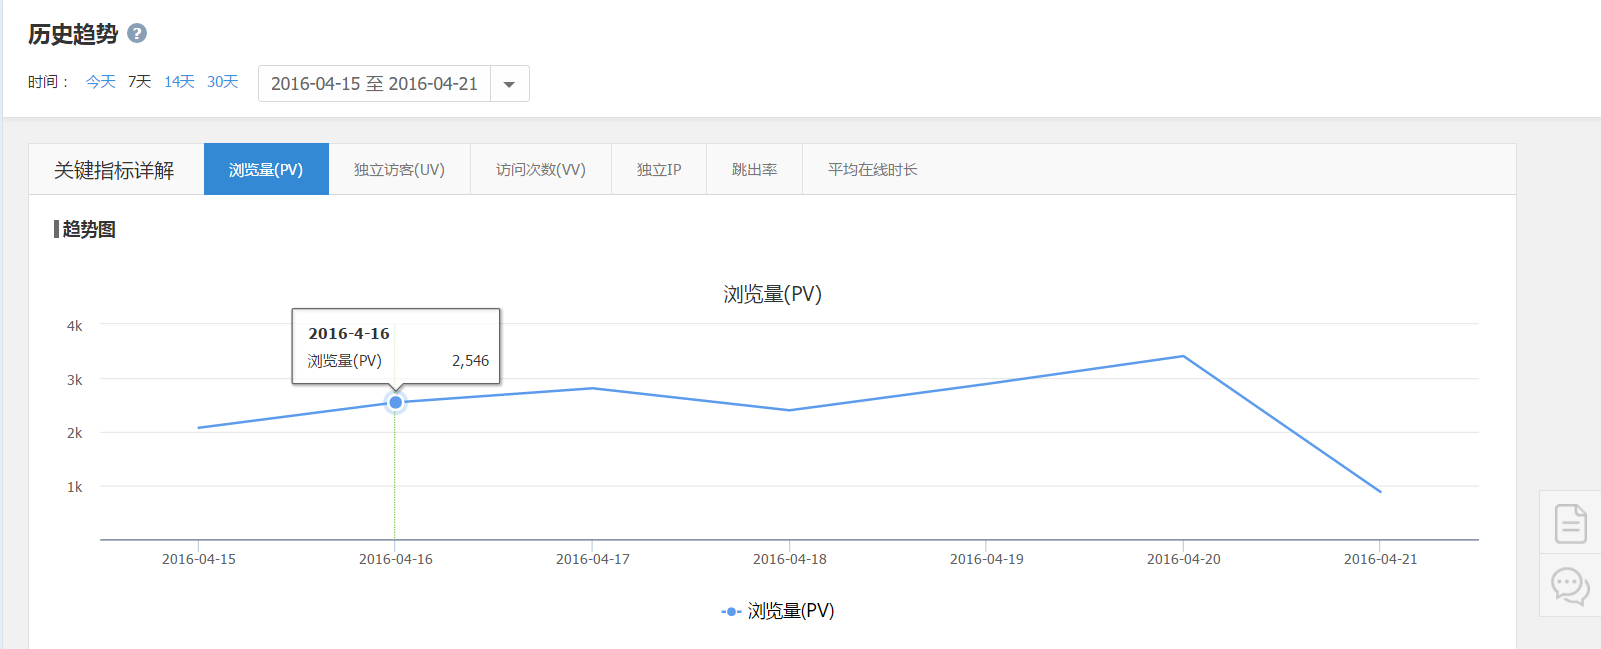 历史趋势 ?
时间： 今天 7天 14天 30天 2016-04-15 至 2016-04-21
关键指标详解 浏览量(PV) 独立访客(UV) 访问次数(VV) 独立IP 跳出率 平均在线时长
趋势图
浏览量(PV)
4k
2016-4-16
浏览量(PV) 2,546
3k
2k
1k
2016-04-15 2016-04-16 2016-04-17 2016-04-18 2016-04-19 2016-04-20 2016-04-21
浏览量(PV)